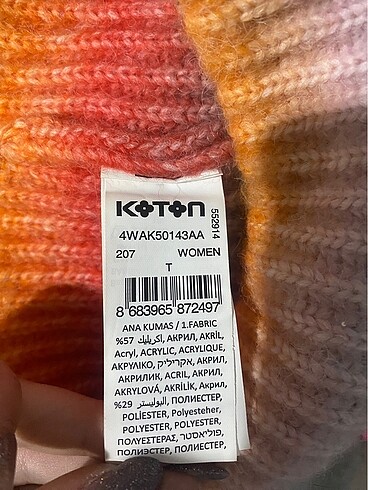 KOTON
552914
4WAK50143AA
207 WOMEN
T
8 683965 872497
ANA KUMAS / 1.FABRIC
%57 اكريليك, АКРИЛ, AKRİL,
Acryl, ACRYLIC, ACRYLIQUE,
ΑΚΡΥΛΙΚΟ, אקריליק, АКРИЛ,
АКРИЛИК, ACRIL, АКРИЛ,
AKRYLOVÁ, AKRİLİK, Акрил,
%29 البوليستر, ПОЛИЕСТЕР,
POLİESTER, Polyesteher,
POLYESTER, POLYESTER,
ΠΟΛΥΕΣΤΕΡΑΣ, פוליאסטר,
ПОЛИЭСТЕР, ПОЛИЕСТЕР,